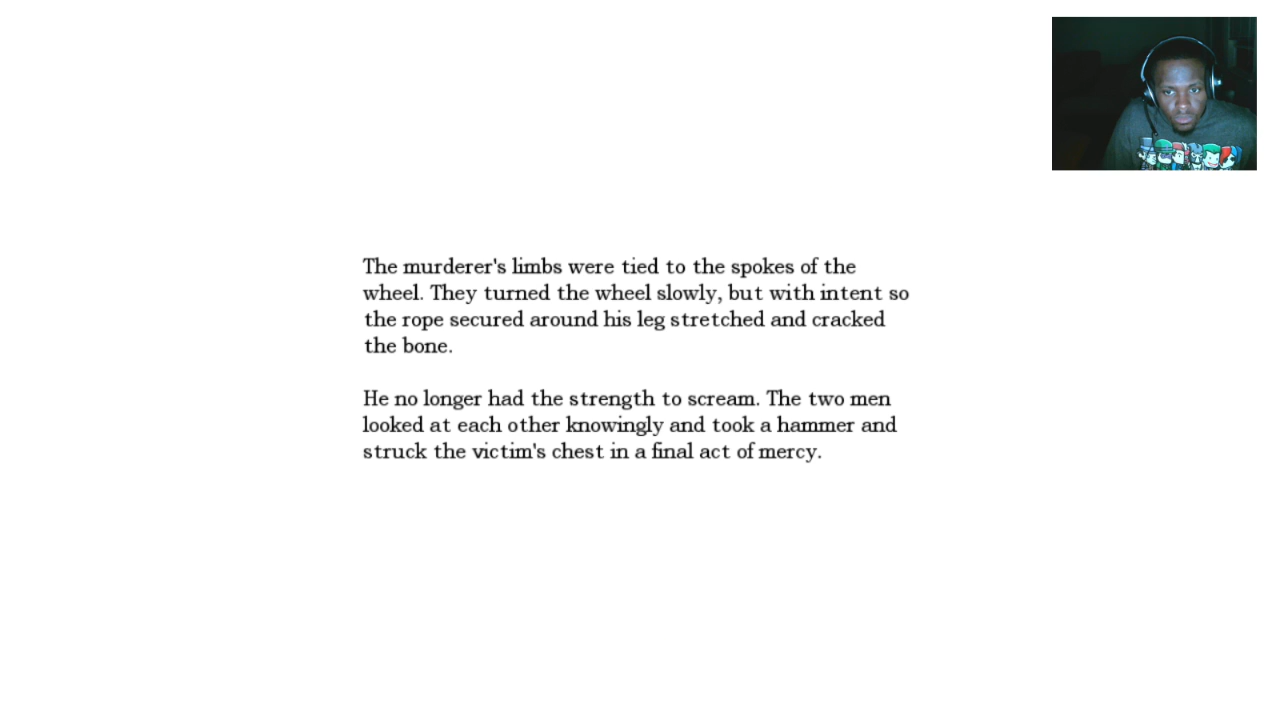 The murderer's limbs were tied to the spokes of the
wheel. They turned the wheel slowly, but with intent so
the rope secured around his leg stretched and cracked
the bone.
He no longer had the strength to scream. The two men
looked at each other knowingly and took a hammer and
struck the victim's chest in a final act of mercy.